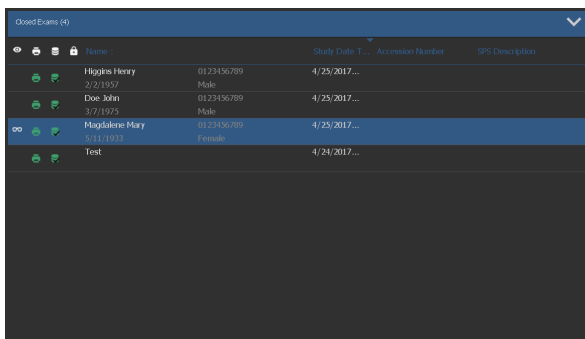 Closed Exams (4)
Name : Study Date T... Accession Number SPS Description
Higgins Henry 0123456789 4/25/2017...
2/2/1957 Male
Doe John 0123456789 4/25/2017...
3/7/1975 Male
Magdalene Mary 0123456789 4/25/2017...
5/11/1933 Female
Test 4/24/2017...